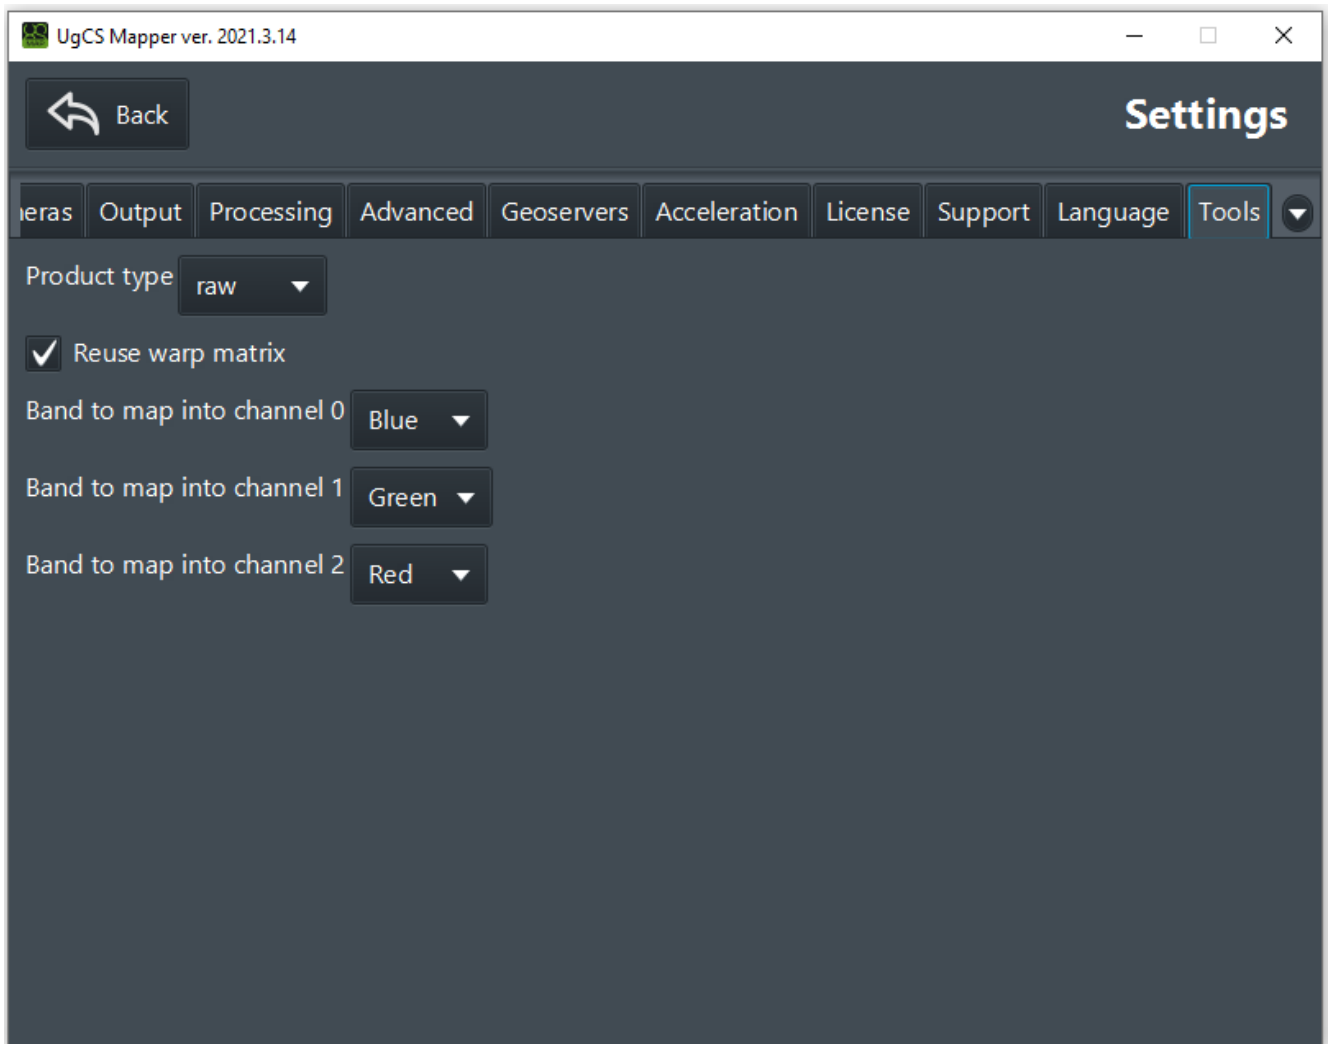 UgCS Mapper ver. 2021.3.14
Back
Settings
eras Output Processing Advanced Geoservers Acceleration License Support Language Tools
Product type raw
Reuse warp matrix
Band to map into channel 0 Blue
Band to map into channel 1 Green
Band to map into channel 2 Red